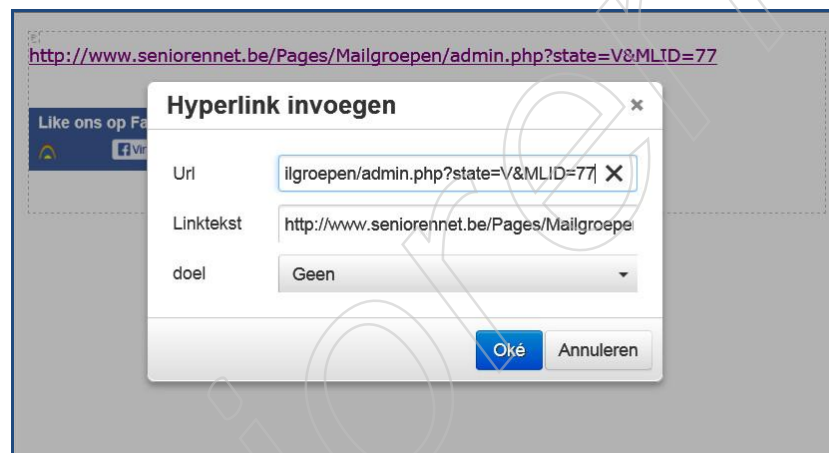 http://www.seniorennet.be/Pages/Mailgroepen/admin.php?state=V&MLID=77
Hyperlink invoegen
Like ons op Fa
Vin
Url ilgroepen/admin.php?state=V&MLID=77
Linktekst http://www.seniorennet.be/Pages/Mailgroepe
doel Geen
Oké Annuleren